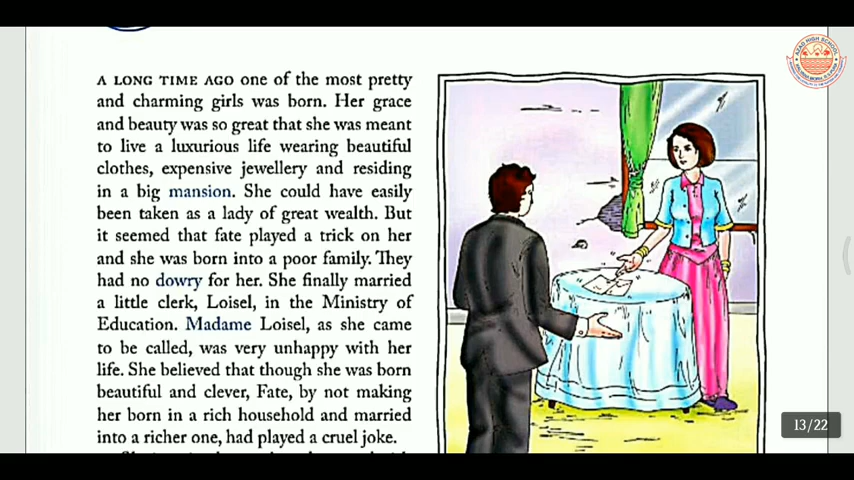 A LONG TIME AGO one of the most pretty
and charming girls was born. Her grace
and beauty was so great that she was meant
to live a luxurious life wearing beautiful
clothes, expensive jewellery and residing
in a big mansion. She could have easily
been taken as a lady of great wealth. But
it seemed that fate played a trick on her
and she was born into a poor family. They
had no dowry for her. She finally married
a little clerk, Loisel, in the Ministry of
Education. Madame Loisel, as she came
to be called, was very unhappy with her
life. She believed that though she was born
beautiful and clever, Fate, by not making
her born in a rich household and married
into a richer one, had played a cruel joke.
AZAD HIGH SCHOOL
13/22